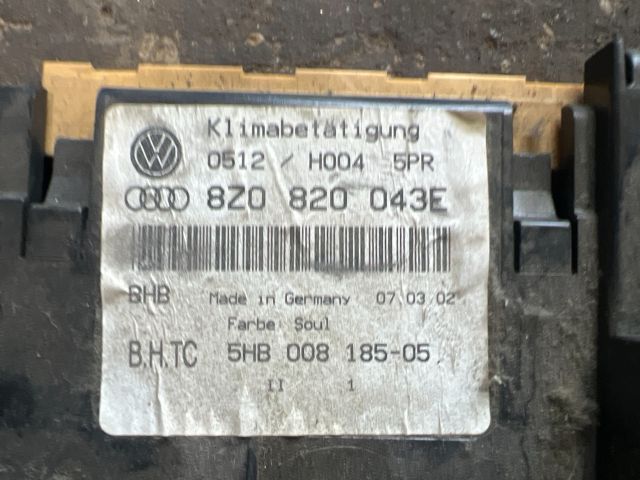 Klimabetätigung
0512 / H004 5PR
8Z0 820 043E
BHB Made in Germany 07.03.02
Farbe: Soul
B.H.TC 5HB 008 185-05
II 1